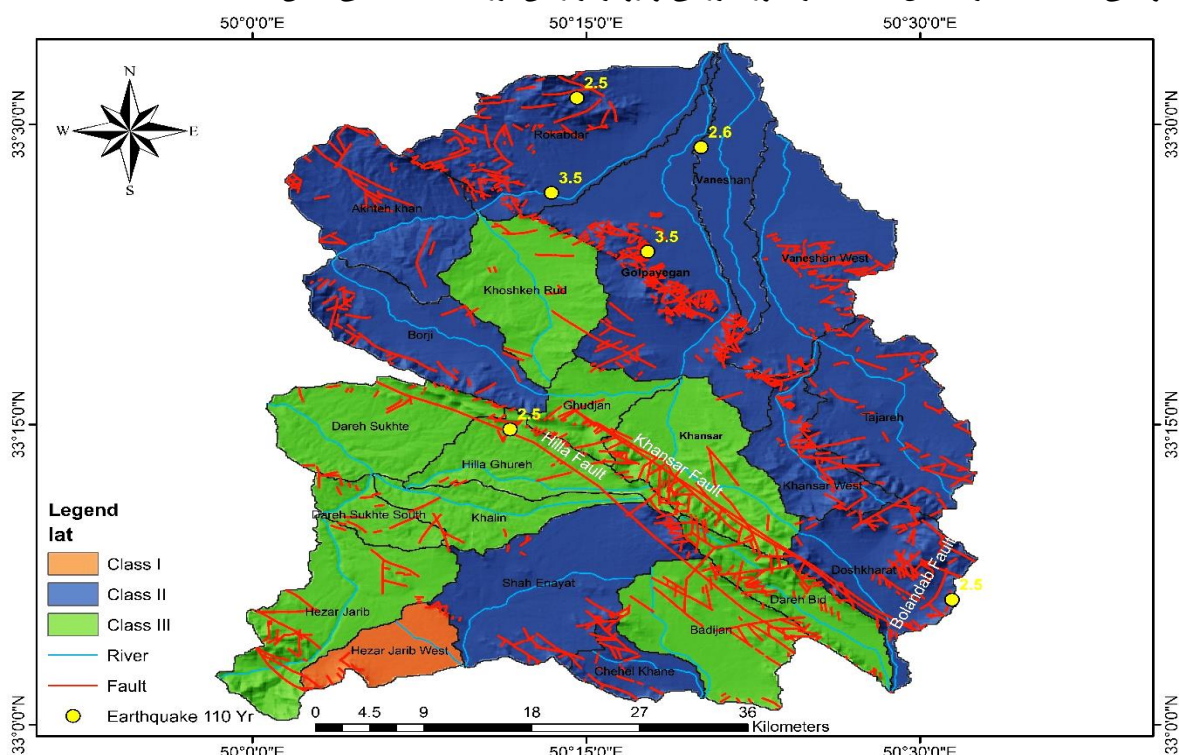 50°0'0"E 50°15'0"E 50°30'0"E
33°30'0"N 33°30'0"N
33°15'0"N 33°15'0"N
33°0'0"N 33°0'0"N
N
W E
S
2.5
Rokabdar
2.6
Vaneshan
3.5
Akhteh khan
3.5
Golpayegan
Vaneshan West
Khoshkeh Rud
Borji
Ghudjan
Tajareh
2.5
Dareh Sukhte
Khansar
Hilla Fault
Khansar Fault
Hilla Ghureh
Khansar West
Dareh Sukhte South
Khalin
Doshkharat
Bolandab Fault
2.5
Shah Enayat
Dareh Bid
Hezar Jarib
Badijan
Hezar Jarib West
Chehel Khane
Legend
lat
Class I
Class II
Class III
River
Fault
Earthquake 110 Yr
0 4.5 9 18 27 36
Kilometers
50°0'0"E 50°15'0"E 50°30'0"E